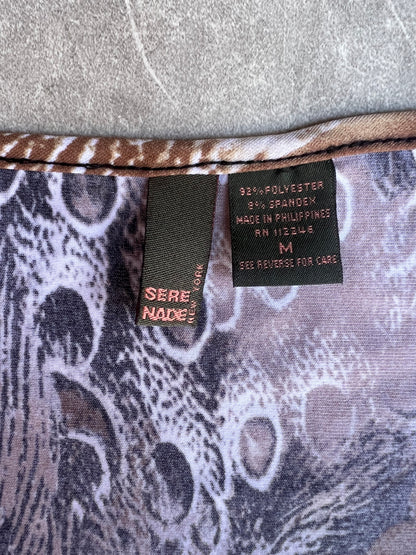 SERE
NADE
NEW YORK
92% POLYESTER
8% SPANDEX
MADE IN PHILIPPINES
RN 112246
M
SEE REVERSE FOR CARE